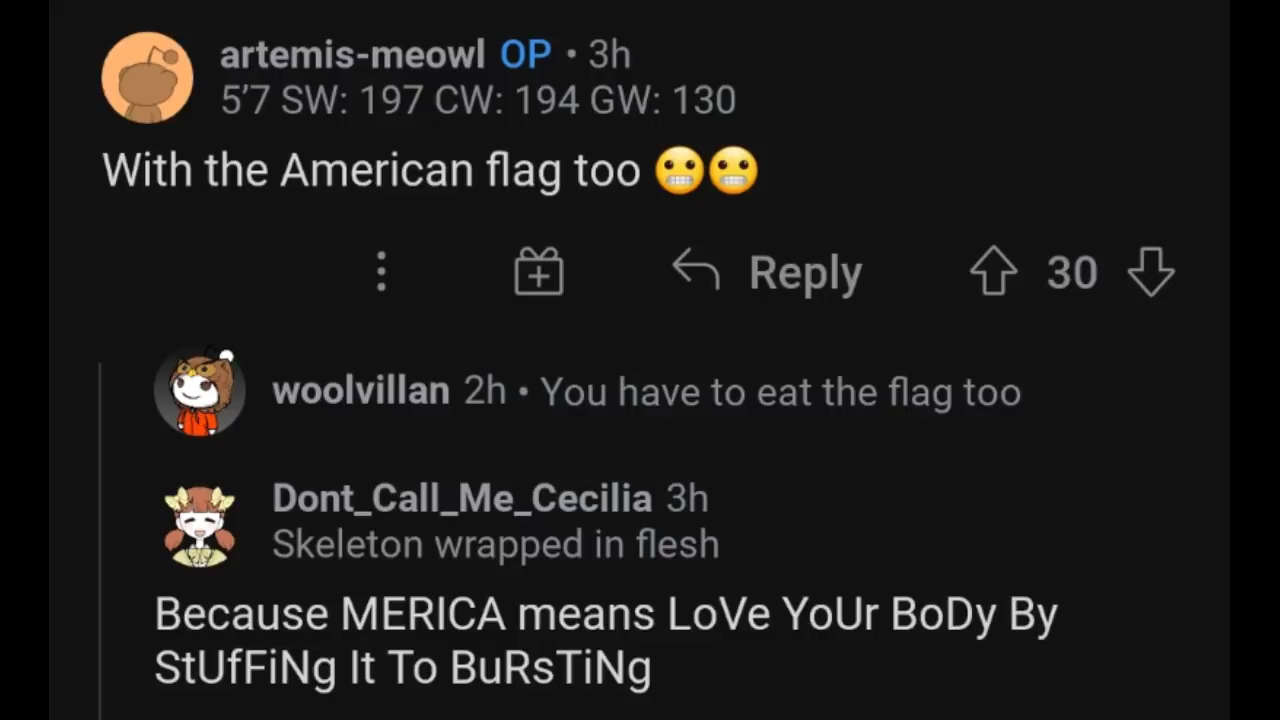 artemis-meowl OP • 3h
5’7 SW: 197 CW: 194 GW: 130
With the American flag too 😬😬
Reply 30
woolvillan 2h • You have to eat the flag too
Dont_Call_Me_Cecilia 3h
Skeleton wrapped in flesh
Because MERICA means LoVe YoUr BoDy By
StUfFiNg It To BuRsTiNg